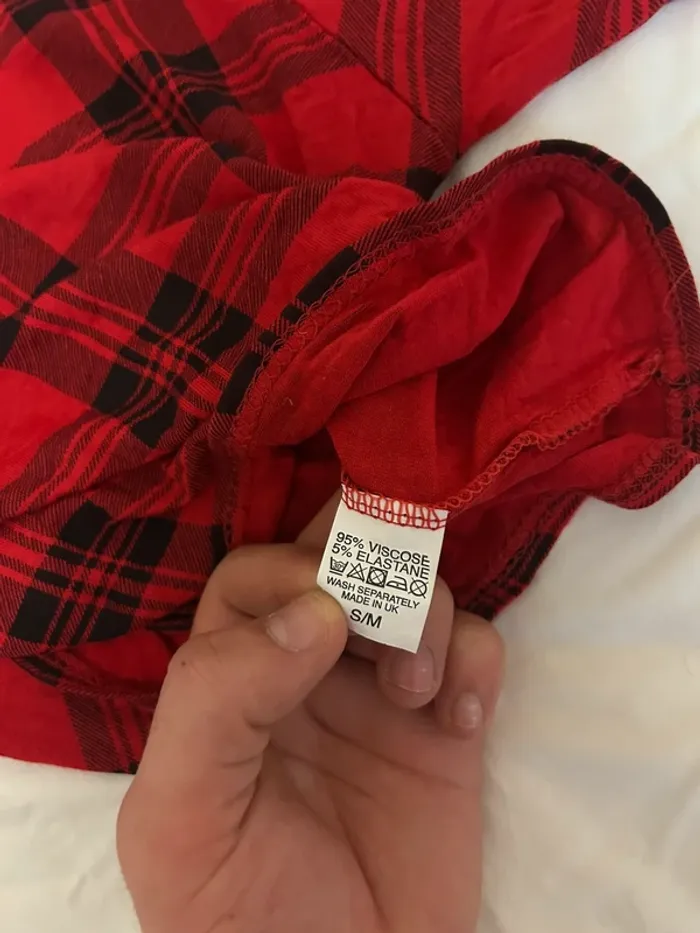 95% VISCOSE
5% ELASTANE
WASH SEPARATELY
MADE IN UK
S/M